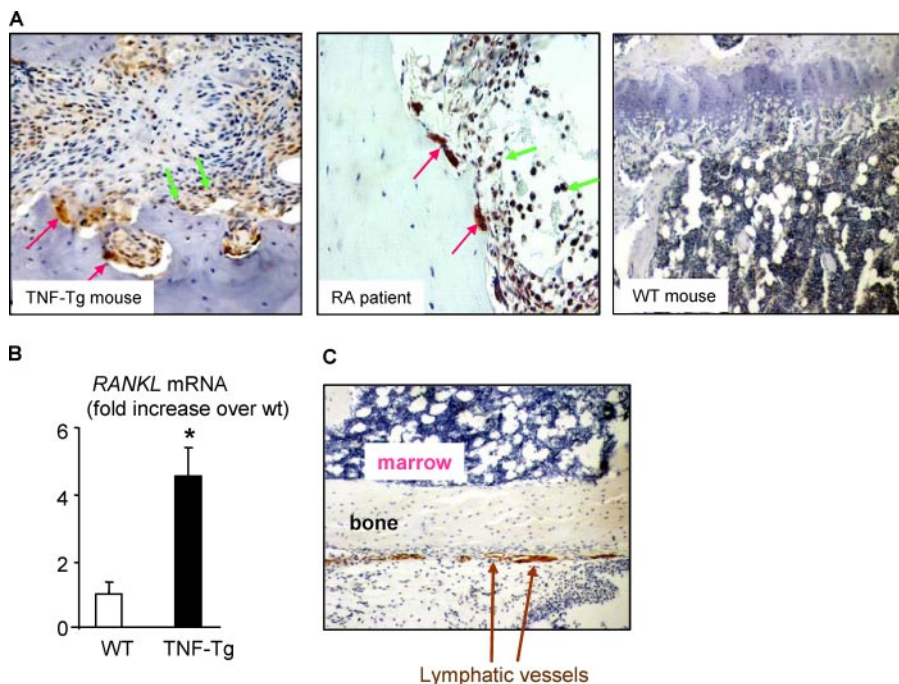 A
TNF-Tg mouse
RA patient
WT mouse
B
RANKL mRNA
(fold increase over wt)
6
4
2
0
*
WT
TNF-Tg
C
marrow
bone
Lymphatic vessels